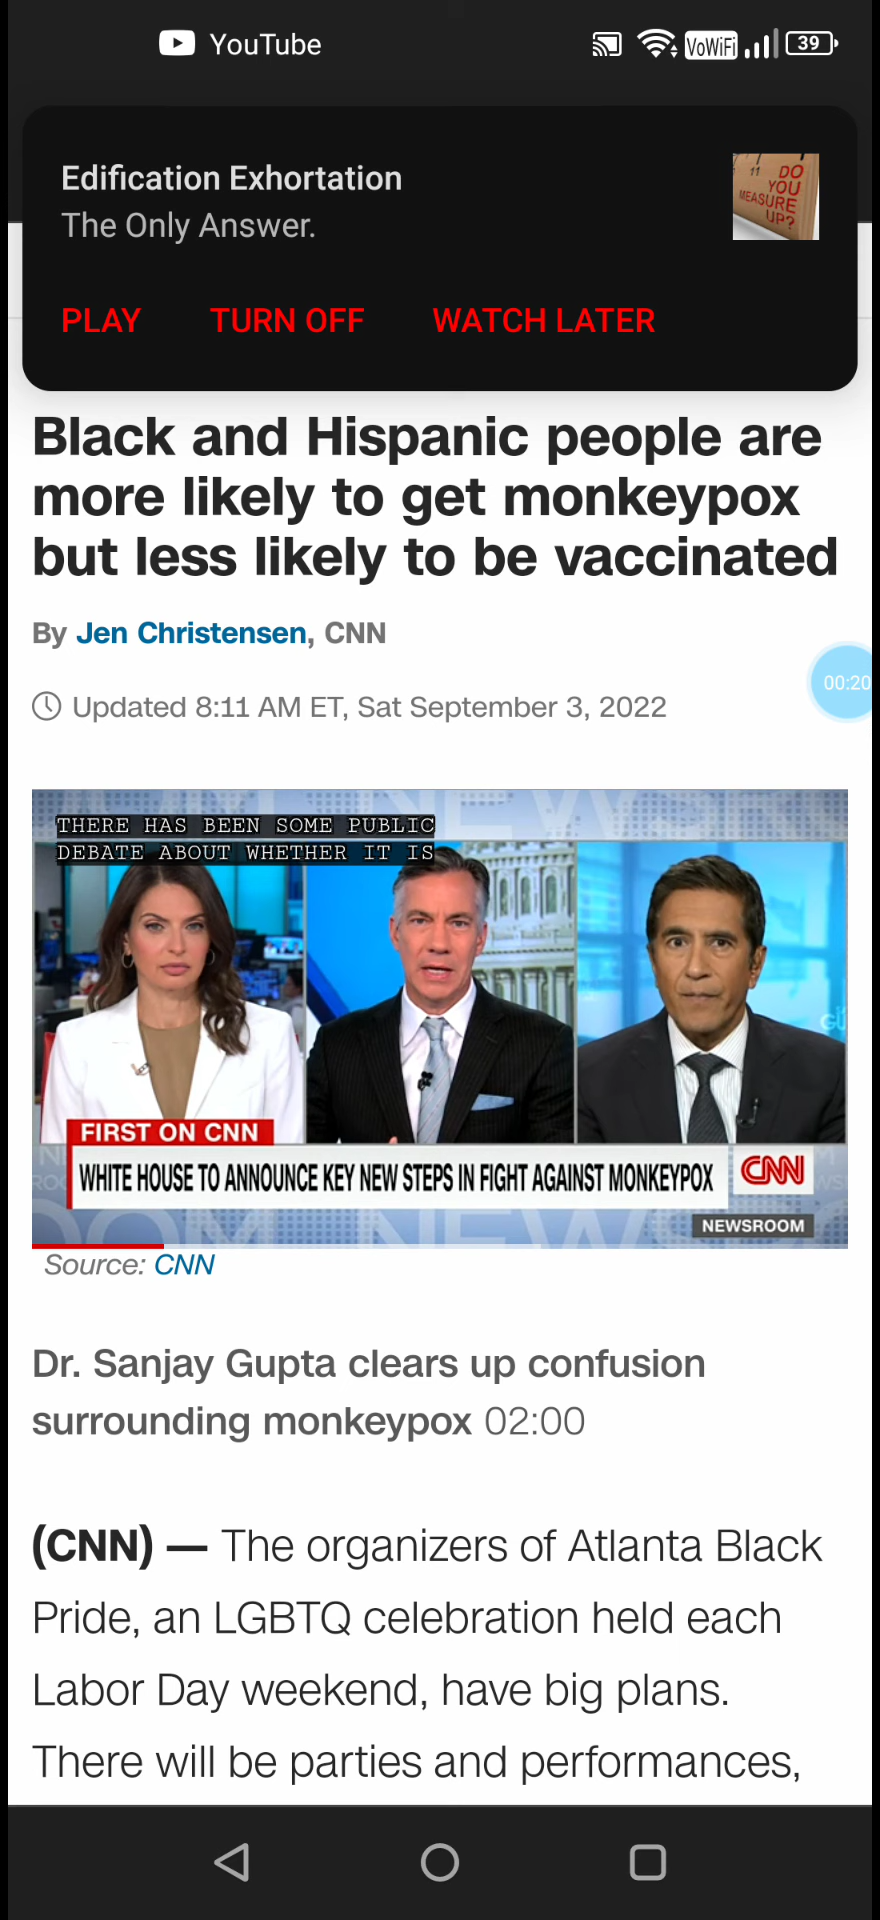 YouTube
VoWiFi
39
Edification Exhortation
The Only Answer.
11 DO
YOU
MEASURE
UP?
PLAY TURN OFF WATCH LATER
Black and Hispanic people are
more likely to get monkeypox
but less likely to be vaccinated
By Jen Christensen, CNN
00:20
Updated 8:11 AM ET, Sat September 3, 2022
THERE HAS BEEN SOME PUBLIC
DEBATE ABOUT WHETHER IT IS
FIRST ON CNN
WHITE HOUSE TO ANNOUNCE KEY NEW STEPS IN FIGHT AGAINST MONKEYPOX
CNN
NEWSROOM
Source: CNN
Dr. Sanjay Gupta clears up confusion
surrounding monkeypox 02:00
(CNN) — The organizers of Atlanta Black
Pride, an LGBTQ celebration held each
Labor Day weekend, have big plans.
There will be parties and performances,